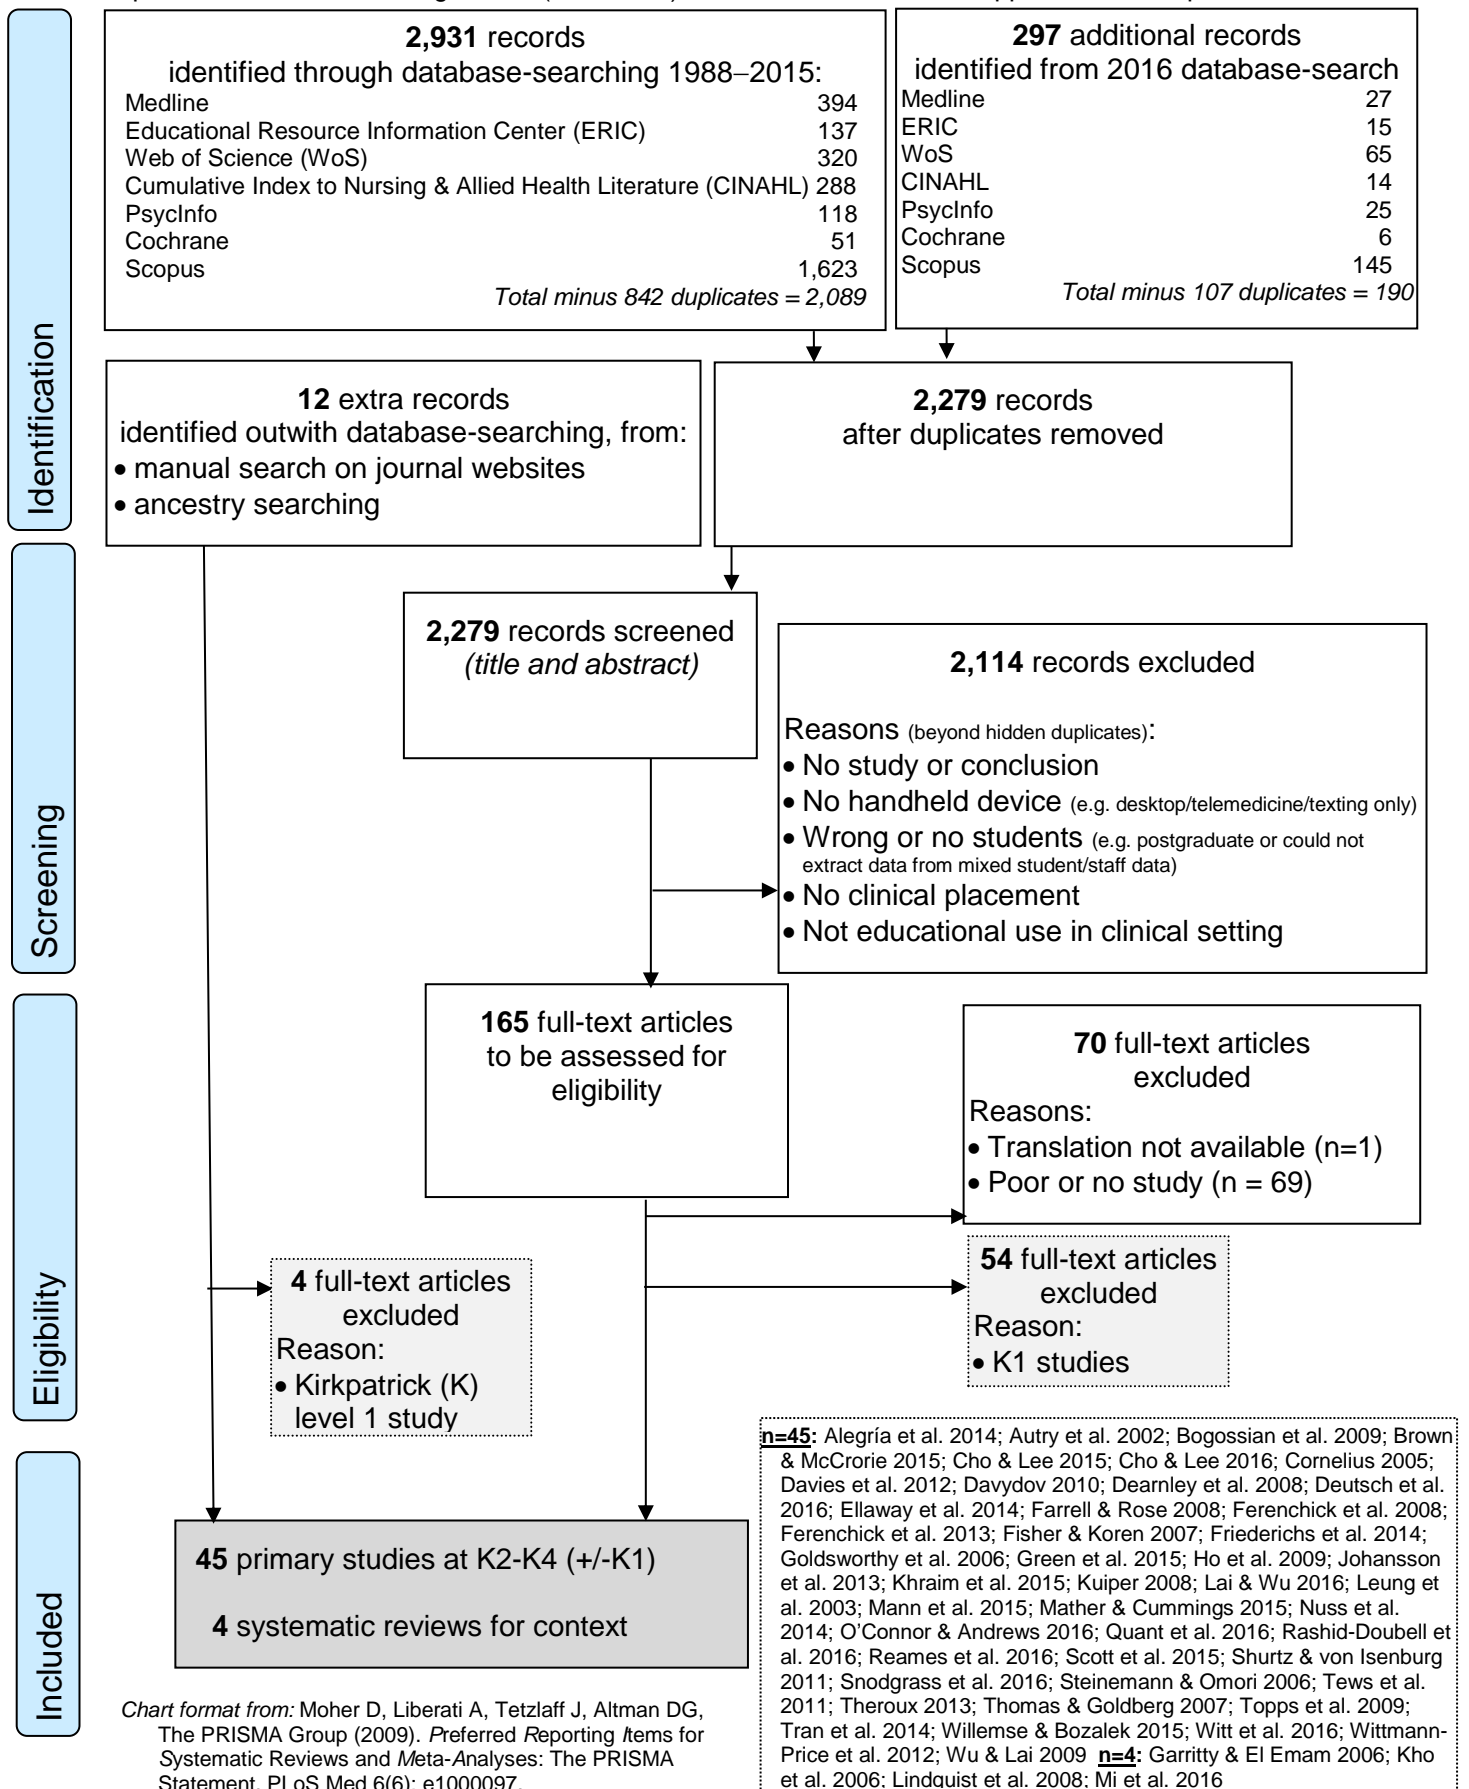 2,931 records
identified through database-searching 1988–2015:
Medline 394
Educational Resource Information Center (ERIC) 137
Web of Science (WoS) 320
Cumulative Index to Nursing & Allied Health Literature (CINAHL) 288
PsycInfo 118
Cochrane 51
Scopus 1,623
Total minus 842 duplicates = 2,089
297 additional records
identified from 2016 database-search
Medline 27
ERIC 15
WoS 65
CINAHL 14
PsycInfo 25
Cochrane 6
Scopus 145
Total minus 107 duplicates = 190
Identification
12 extra records
identified outwith database-searching, from:
• manual search on journal websites
• ancestry searching
2,279 records
after duplicates removed
Screening
2,279 records screened
(title and abstract)
2,114 records excluded
Reasons (beyond hidden duplicates):
• No study or conclusion
• No handheld device (e.g. desktop/telemedicine/texting only)
• Wrong or no students (e.g. postgraduate or could not
extract data from mixed student/staff data)
• No clinical placement
• Not educational use in clinical setting
Eligibility
165 full-text articles
to be assessed for
eligibility
70 full-text articles
excluded
Reasons:
• Translation not available (n=1)
• Poor or no study (n = 69)
4 full-text articles
excluded
Reason:
• Kirkpatrick (K)
level 1 study
54 full-text articles
excluded
Reason:
• K1 studies
Included
45 primary studies at K2-K4 (+/-K1)
4 systematic reviews for context
n=45: Alegría et al. 2014; Autry et al. 2002; Bogossian et al. 2009; Brown
& McCrorie 2015; Cho & Lee 2015; Cho & Lee 2016; Cornelius 2005;
Davies et al. 2012; Davydov 2010; Dearnley et al. 2008; Deutsch et al.
2016; Ellaway et al. 2014; Farrell & Rose 2008; Ferenchick et al. 2008;
Ferenchick et al. 2013; Fisher & Koren 2007; Friederichs et al. 2014;
Goldsworthy et al. 2006; Green et al. 2015; Ho et al. 2009; Johansson
et al. 2013; Khraim et al. 2015; Kuiper 2008; Lai & Wu 2016; Leung et
al. 2003; Mann et al. 2015; Mather & Cummings 2015; Nuss et al.
2014; O'Connor & Andrews 2016; Quant et al. 2016; Rashid-Doubell et
al. 2016; Reames et al. 2016; Scott et al. 2015; Shurtz & von Isenburg
2011; Snodgrass et al. 2016; Steinemann & Omori 2006; Tews et al.
2011; Theroux 2013; Thomas & Goldberg 2007; Topps et al. 2009;
Tran et al. 2014; Willemse & Bozalek 2015; Witt et al. 2016; Wittmann-
Price et al. 2012; Wu & Lai 2009 n=4: Garritty & El Emam 2006; Kho
et al. 2006; Lindquist et al. 2008; Mi et al. 2016
Chart format from: Moher D, Liberati A, Tetzlaff J, Altman DG,
The PRISMA Group (2009). Preferred Reporting Items for
Systematic Reviews and Meta-Analyses: The PRISMA
Statement. PLoS Med 6(6): e1000097.